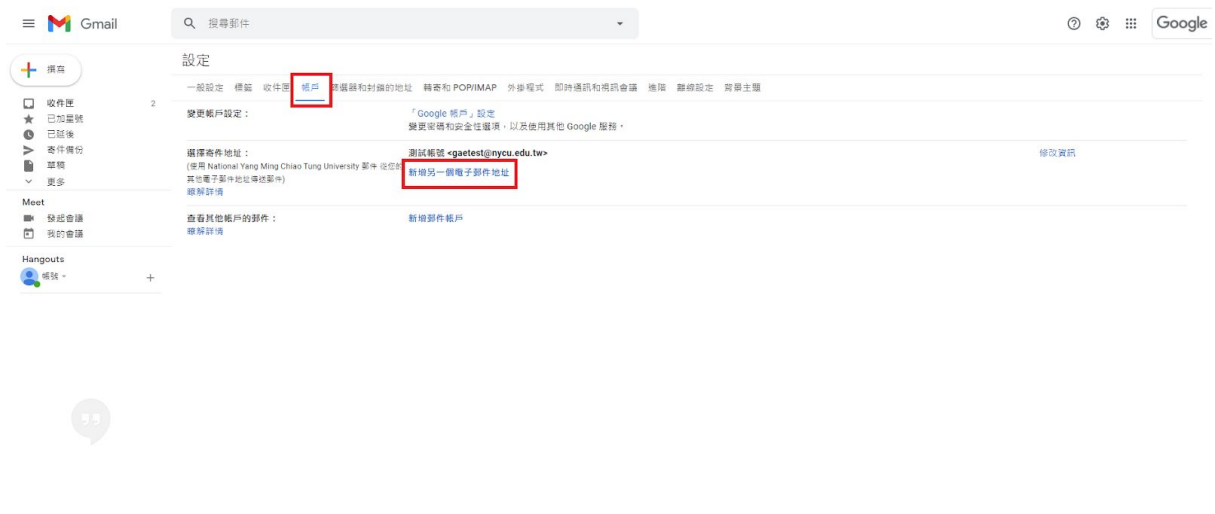 Gmail
搜尋郵件
Google
撰寫
收件匣 2
已加星號
已延後
寄件備份
草稿
更多
Meet
發起會議
我的會議
Hangouts
帳號
設定
一般設定 標籤 收件匣 帳戶 篩選器和封鎖的地址 轉寄和 POP/IMAP 外掛程式 即時通訊和視訊會議 進階 離線設定 背景主題
變更帳戶設定：
「Google 帳戶」設定
變更密碼和安全性選項，以及使用其他 Google 服務。
選擇寄件地址：
(使用 National Yang Ming Chiao Tung University 郵件 從您的
其他電子郵件地址傳送郵件)
瞭解詳情
測試帳號 <gaetest@nycu.edu.tw>
修改資訊
新增另一個電子郵件地址
查看其他帳戶的郵件：
瞭解詳情
新增郵件帳戶